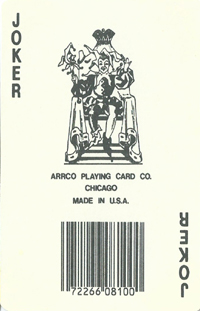 JOKER
ARRCO PLAYING CARD CO.
CHICAGO
MADE IN U.S.A.
72266 08100
JOKER